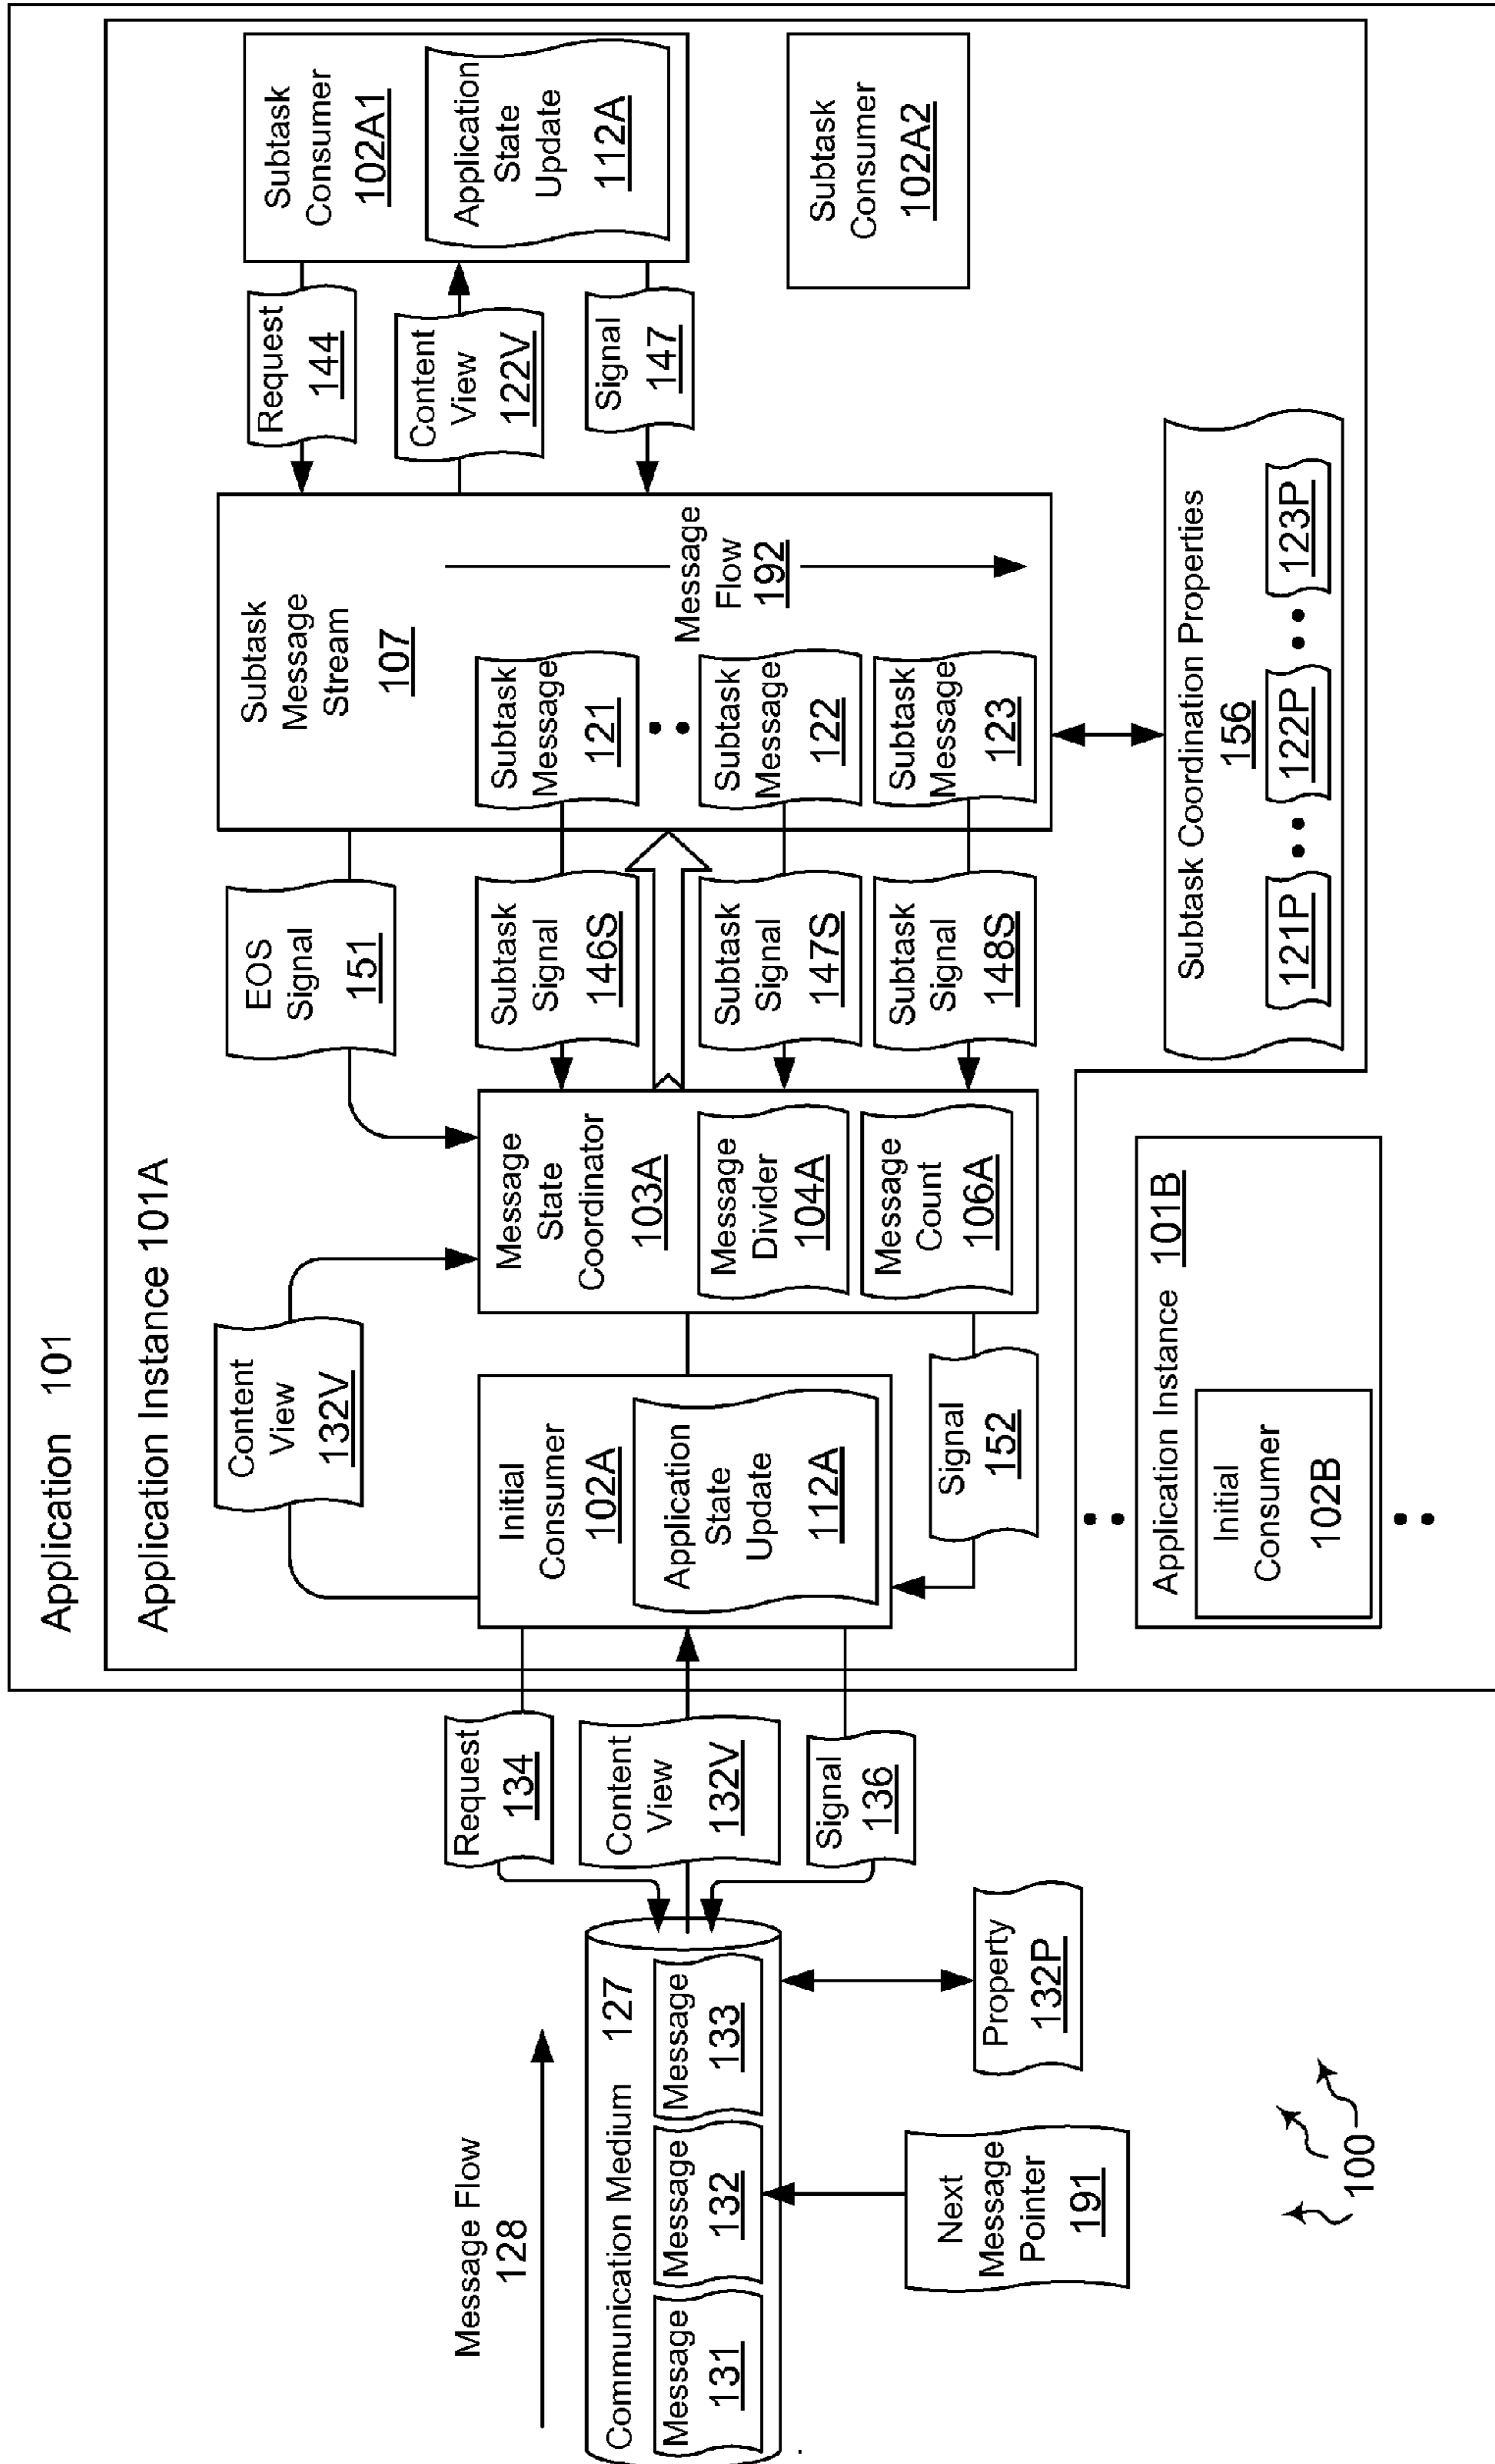 Application 101
Application Instance 101A
Message Flow
128
Communication Medium 127
Message
131
Message
132
Message
133
Next
Message
Pointer
191
Property
132P
Request
134
Content
View
132V
Signal
136
Content
View
132V
Initial
Consumer
102A
Application
State
Update
112A
Signal
152
Message
State
Coordinator
103A
Message
Divider
104A
Message
Count
106A
EOS
Signal
151
Subtask
Signal
146S
Subtask
Signal
147S
Subtask
Signal
148S
Subtask
Message
Stream
107
Subtask
Message
121
Subtask
Message
122
Subtask
Message
123
Message
Flow
192
Request
144
Content
View
122V
Signal
147
Subtask
Consumer
102A1
Application
State
Update
112A
Subtask
Consumer
102A2
Subtask Coordination Properties
156
121P
122P
123P
Application Instance 101B
Initial
Consumer
102B
100